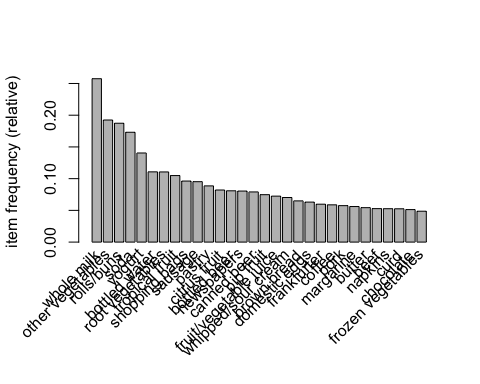 item frequency (relative)
0.00
0.10
0.20
whole milk
other vegetables
rolls/buns
soda
yogurt
bottled water
root vegetables
tropical fruit
shopping bags
sausage
pastry
citrus fruit
bottled beer
newspapers
canned beer
pip fruit
fruit/vegetable juice
whipped/sour cream
brown bread
domestic eggs
frankfurter
coffee
margarine
pork
butter
curd
beef
napkins
chocolate
frozen vegetables